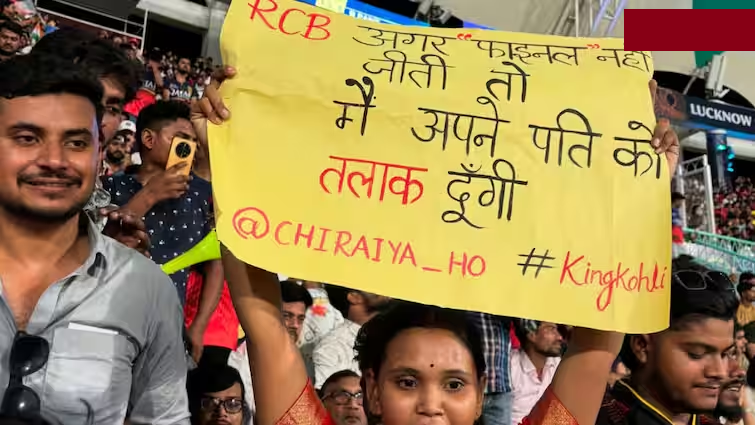 RCB अगर "फाइनल" नही
जीती तो
मैं अपने पति को
तलाक दूँगी
@CHIRAIYA_HO #KingKohli
LUCKNOW